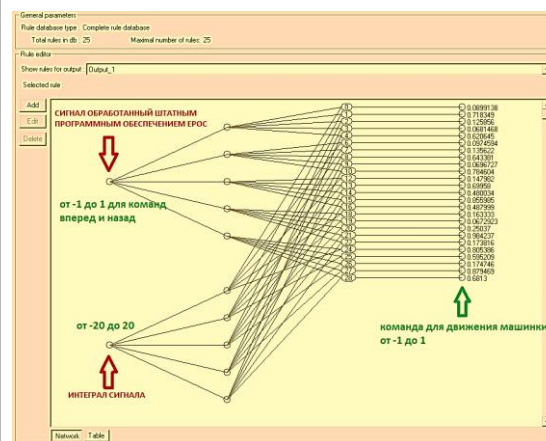 General parameters
Rule database type : Complete rule database
Total rules in db : 25 Maximal number of rules: 25
Rule editor
Show rules for output : Output_1
Selected rule :
Add
Edit
Delete
СИГНАЛ ОБРАБОТАННЫЙ ШТАТНЫМ
ПРОГРАММНЫМ ОБЕСПЕЧЕНИЕМ ЕРОС
от -1 до 1 для команд
вперед и назад
от -20 до 20
ИНТЕГРАЛ СИГНАЛА
0.0899138
0.718349
0.125956
0.0681468
0.620645
0.0974594
0.135622
0.643381
0.0696727
0.784604
0.147982
0.69958
0.480034
0.855985
0.487999
0.163333
0.0672923
0.25037
0.984237
0.173816
0.805386
0.595209
0.174746
0.879469
0.6813
команда для движения машинки
от -1 до 1
Network Table